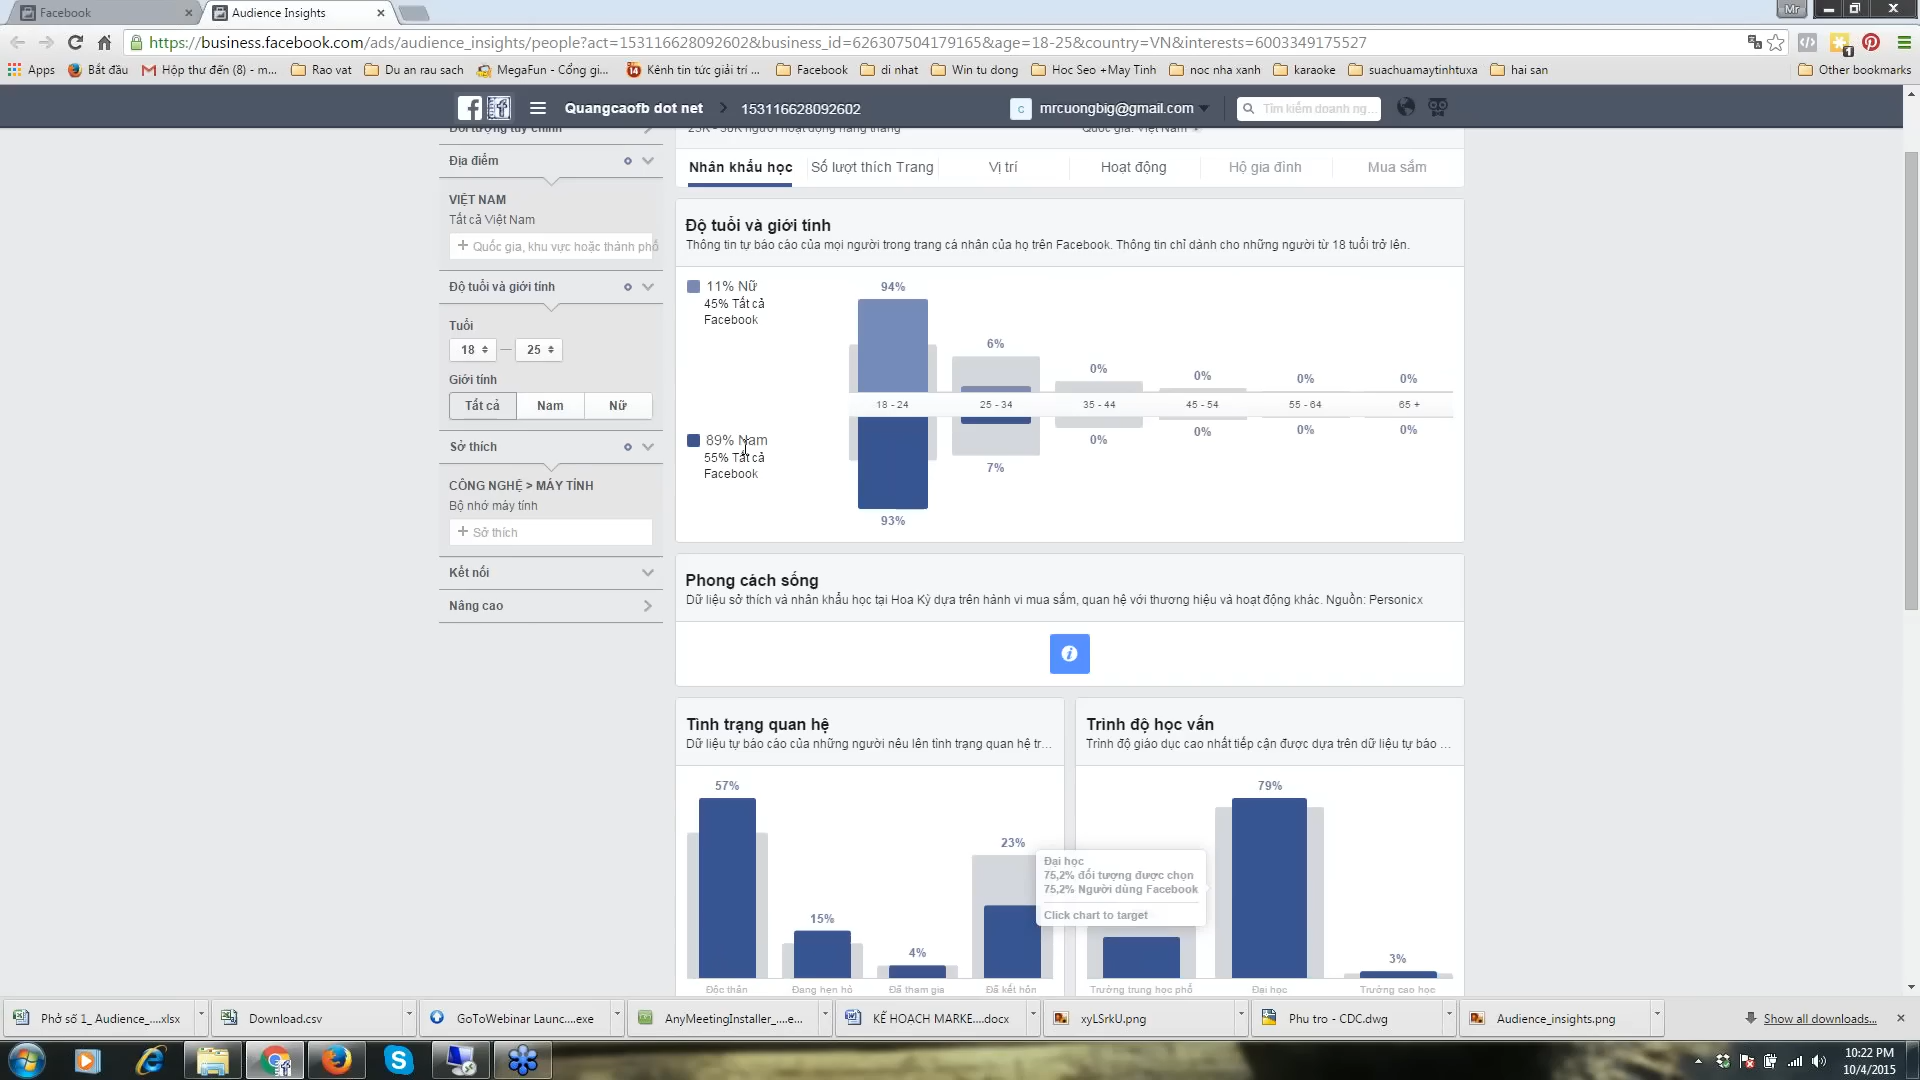 Facebook
Audience Insights
Mr
https://business.facebook.com/ads/audience_insights/people?act=153116628092602&business_id=626307504179165&age=18-25&country=VN&interests=6003349175527
1
Apps
Bắt đầu
Hộp thư đến (8) - m...
Rao vat
Du an rau sach
MegaFun - Cổng gi...
Kênh tin tức giải trí ...
Facebook
di nhat
Win tu dong
Hoc Seo +May Tinh
noc nha xanh
karaoke
suachuamaytinhtuxa
hai san
Other bookmarks
Quangcaofb dot net
153116628092602
C
mrcuongbig@gmail.com
Tìm kiếm doanh ng...
Đối tượng tùy chỉnh
Quốc gia: Việt Nam
Địa điểm
VIỆT NAM
Tất cả Việt Nam
+ Quốc gia, khu vực hoặc thành phố
Độ tuổi và giới tính
Tuổi
18 — 25
Giới tính
Tất cả
Nam
Nữ
Sở thích
CÔNG NGHỆ > MÁY TÍNH
Bộ nhớ máy tính
+ Sở thích
Kết nối
Nâng cao
Nhân khẩu học
Số lượt thích Trang
Vị trí
Hoạt động
Hộ gia đình
Mua sắm
Độ tuổi và giới tính
Thông tin tự báo cáo của mọi người trong trang cá nhân của họ trên Facebook. Thông tin chỉ dành cho những người từ 18 tuổi trở lên.
11% Nữ
45% Tất cả
Facebook
94%
6%
0%
0%
0%
0%
18 - 24
25 - 34
35 - 44
45 - 54
55 - 64
65 +
89% Nam
55% Tất cả
Facebook
93%
7%
0%
0%
0%
0%
Phong cách sống
Dữ liệu sở thích và nhân khẩu học tại Hoa Kỳ dựa trên hành vi mua sắm, quan hệ với thương hiệu và hoạt động khác. Nguồn: Personicx
Tình trạng quan hệ
Dữ liệu tự báo cáo của những người nêu lên tình trạng quan hệ tr...
57%
15%
4%
23%
Độc thân
Đang hẹn hò
Đã tham gia
Đã kết hôn
Trình độ học vấn
Trình độ giáo dục cao nhất tiếp cận được dựa trên dữ liệu tự báo ...
79%
3%
Đại học
75,2% đối tượng được chọn
75,2% Người dùng Facebook
Click chart to target
Trường trung học phổ
Đại học
Trường cao học
Phở số 1_ Audience_....xlsx
Download.csv
GoToWebinar Launc....exe
AnyMeetingInstaller_....e...
KẾ HOẠCH MARKE....docx
xyLSrkU.png
Phu tro - CDC.dwg
Audience_insights.png
Show all downloads...
10:22 PM
10/4/2015